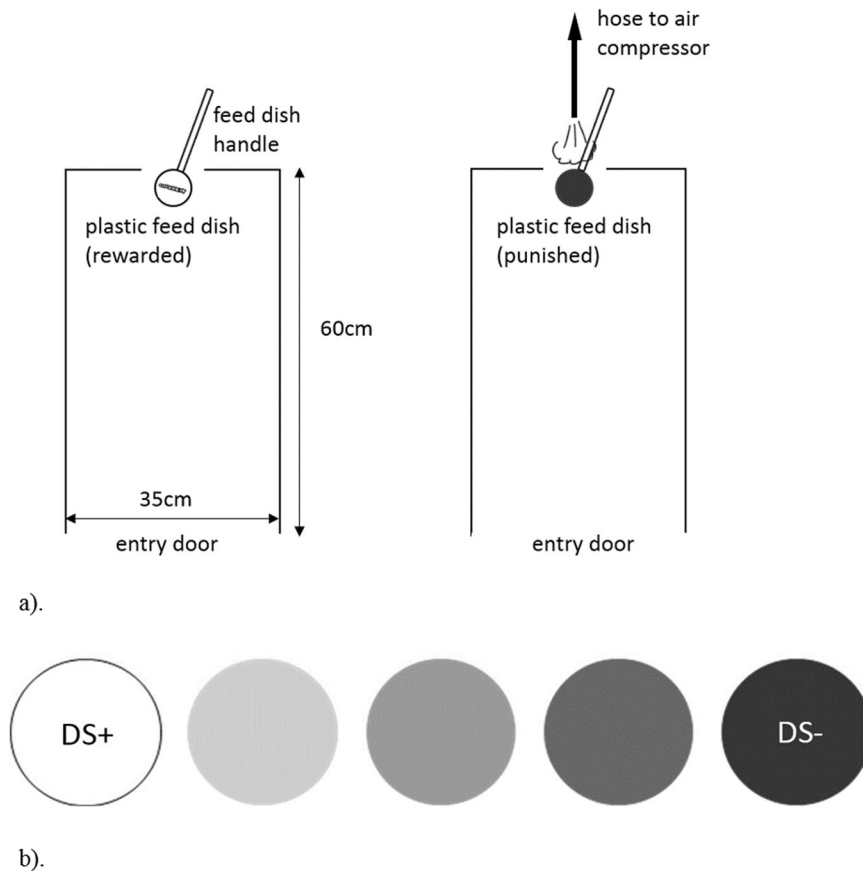 hose to air
compressor
feed dish
handle
plastic feed dish
(rewarded)
plastic feed dish
(punished)
60cm
35cm
entry door
entry door
a).
DS+
DS-
b).